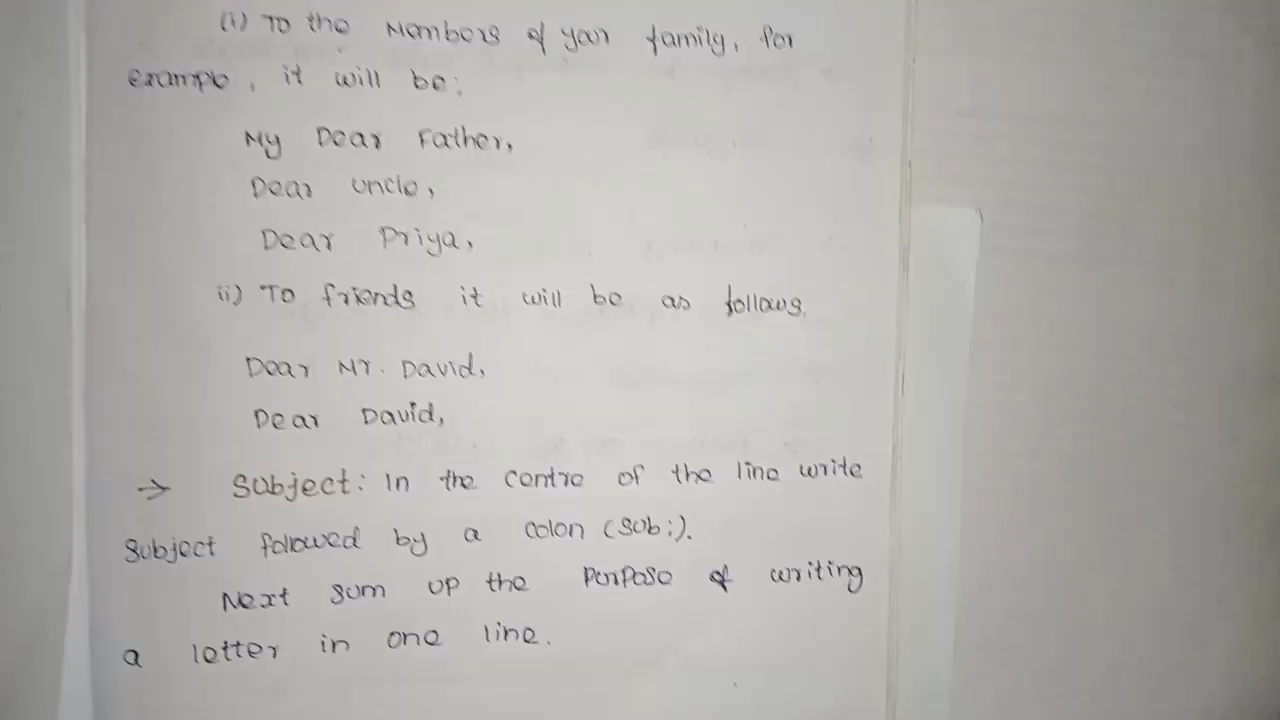 (i) To the Members of your family, for
example, it will be:
My Dear Father,
Dear uncle,
Dear Priya,
ii) To friends it will be as follows.
Dear Mr. David,
Dear David,
→ Subject: In the centre of the line write
Subject followed by a colon (sub:).
Next sum up the Purpose of writing
a letter in one line.